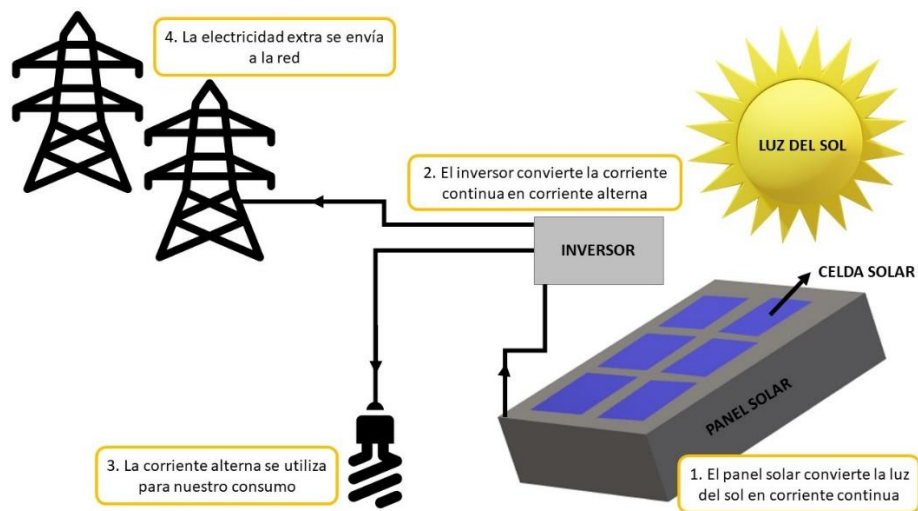 4. La electricidad extra se envía
a la red
LUZ DEL SOL
2. El inversor convierte la corriente
continua en corriente alterna
INVERSOR
CELDA SOLAR
PANEL SOLAR
3. La corriente alterna se utiliza
para nuestro consumo
1. El panel solar convierte la luz
del sol en corriente continua